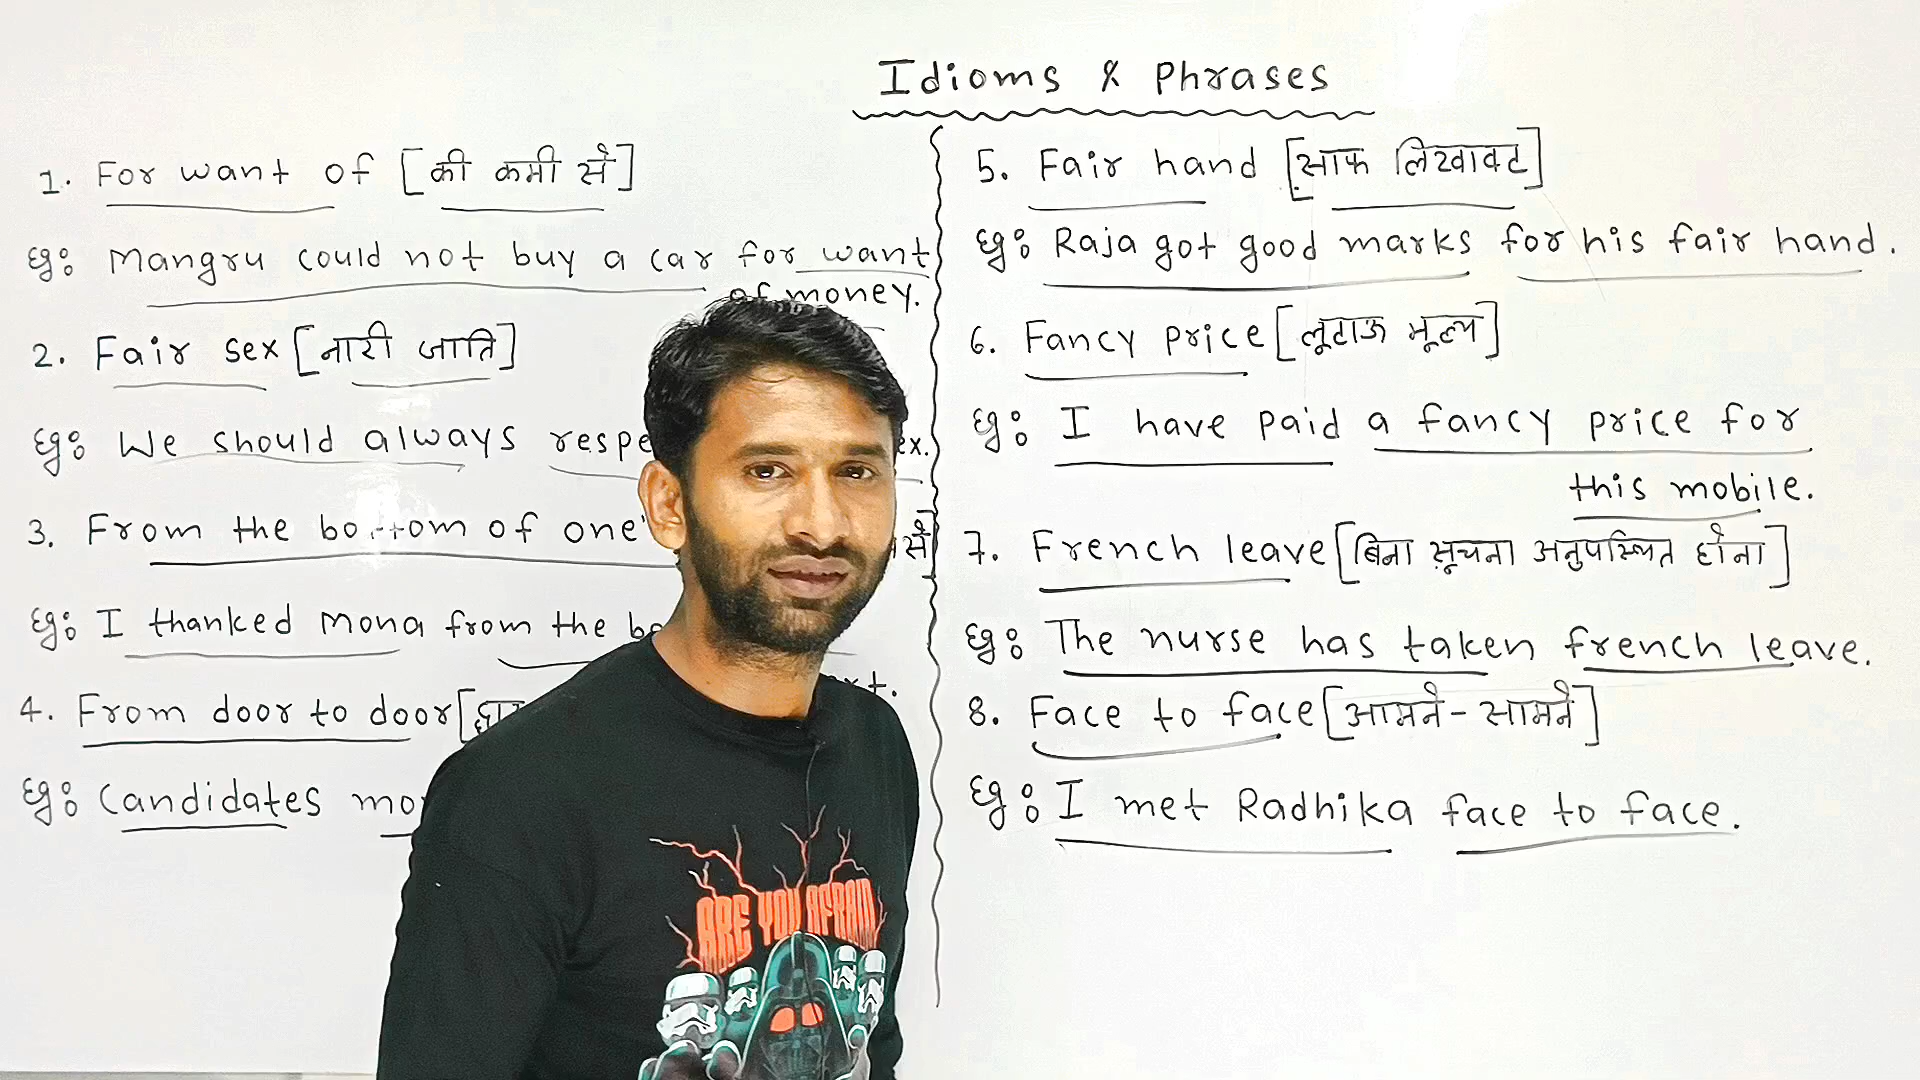 Idioms & Phrases
1. For want of [की कमी से]
Eg: Mangru could not buy a car for want
of money.
2. Fair sex [नारी जाति]
Eg: We should always respe ex.
3. From the bottom of one' से]
Eg: I thanked Mona from the bo
rt.
4. From door to door [द्वा
Eg: Candidates mo
5. Fair hand [साफ लिखावट]
Eg: Raja got good marks for his fair hand.
6. Fancy price [लूटाऊ मूल्य]
Eg: I have paid a fancy price for
this mobile.
7. French leave [बिना सूचना अनुपस्थित होना]
Eg: The nurse has taken french leave.
8. Face to face [आमने-सामने]
Eg: I met Radhika face to face.
ARE YOU AFRAID